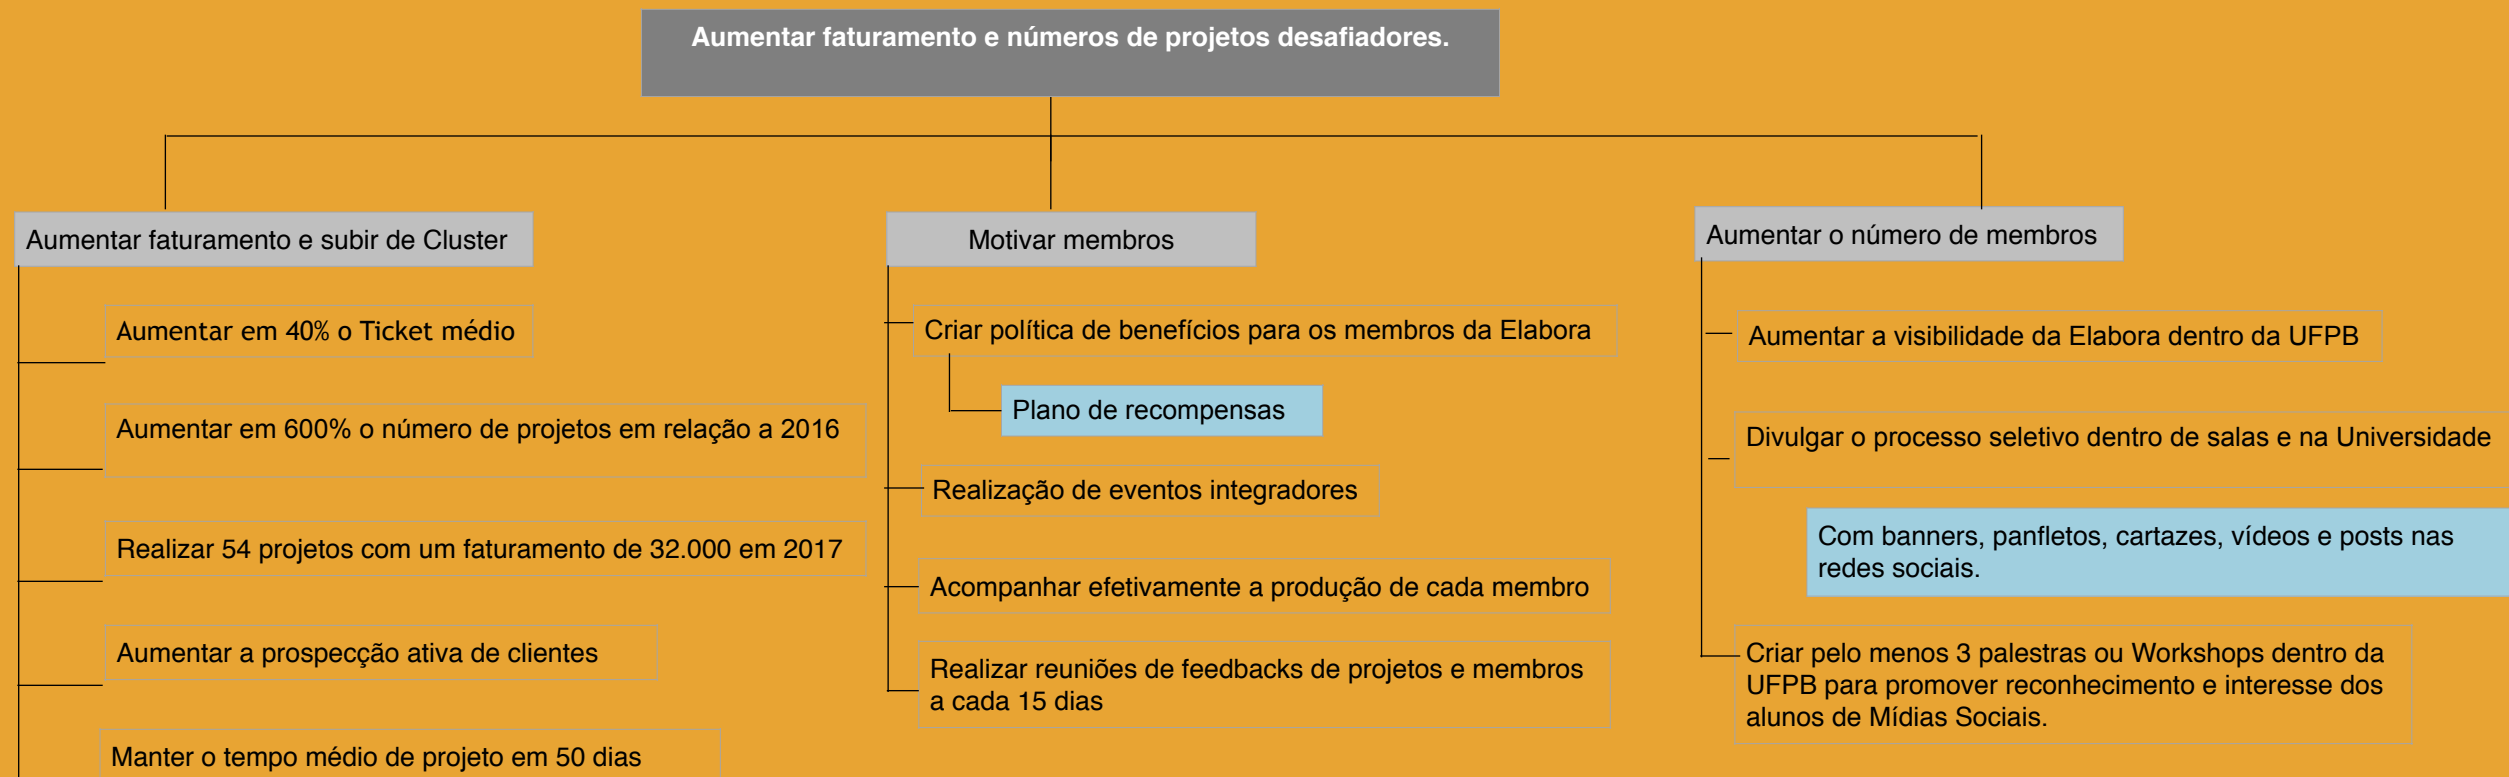 Aumentar faturamento e números de projetos desafiadores.
Aumentar faturamento e subir de Cluster
Aumentar em 40% o Ticket médio
Aumentar em 600% o número de projetos em relação a 2016
Realizar 54 projetos com um faturamento de 32.000 em 2017
Aumentar a prospecção ativa de clientes
Manter o tempo médio de projeto em 50 dias
Motivar membros
Criar política de benefícios para os membros da Elabora
Plano de recompensas
Realização de eventos integradores
Acompanhar efetivamente a produção de cada membro
Realizar reuniões de feedbacks de projetos e membros
a cada 15 dias
Aumentar o número de membros
Aumentar a visibilidade da Elabora dentro da UFPB
Divulgar o processo seletivo dentro de salas e na Universidade
Com banners, panfletos, cartazes, vídeos e posts nas
redes sociais.
Criar pelo menos 3 palestras ou Workshops dentro da
UFPB para promover reconhecimento e interesse dos
alunos de Mídias Sociais.